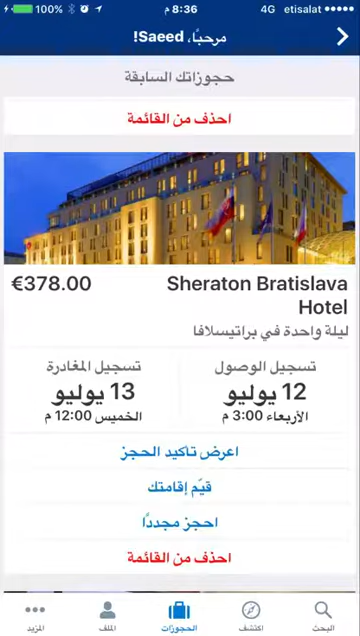 100% 8:36 م 4G etisalat
مرحبًا، Saeed!
حجوزاتك السابقة
احذف من القائمة
Sheraton Bratislava Hotel
€378.00
ليلة واحدة في براتيسلافا
تسجيل الوصول
12 يوليو
الأربعاء 3:00 م
تسجيل المغادرة
13 يوليو
الخميس 12:00 م
اعرض تأكيد الحجز
قيّم إقامتك
احجز مجددًا
احذف من القائمة
البحث
اكتشف
الحجوزات
الملف
المزيد